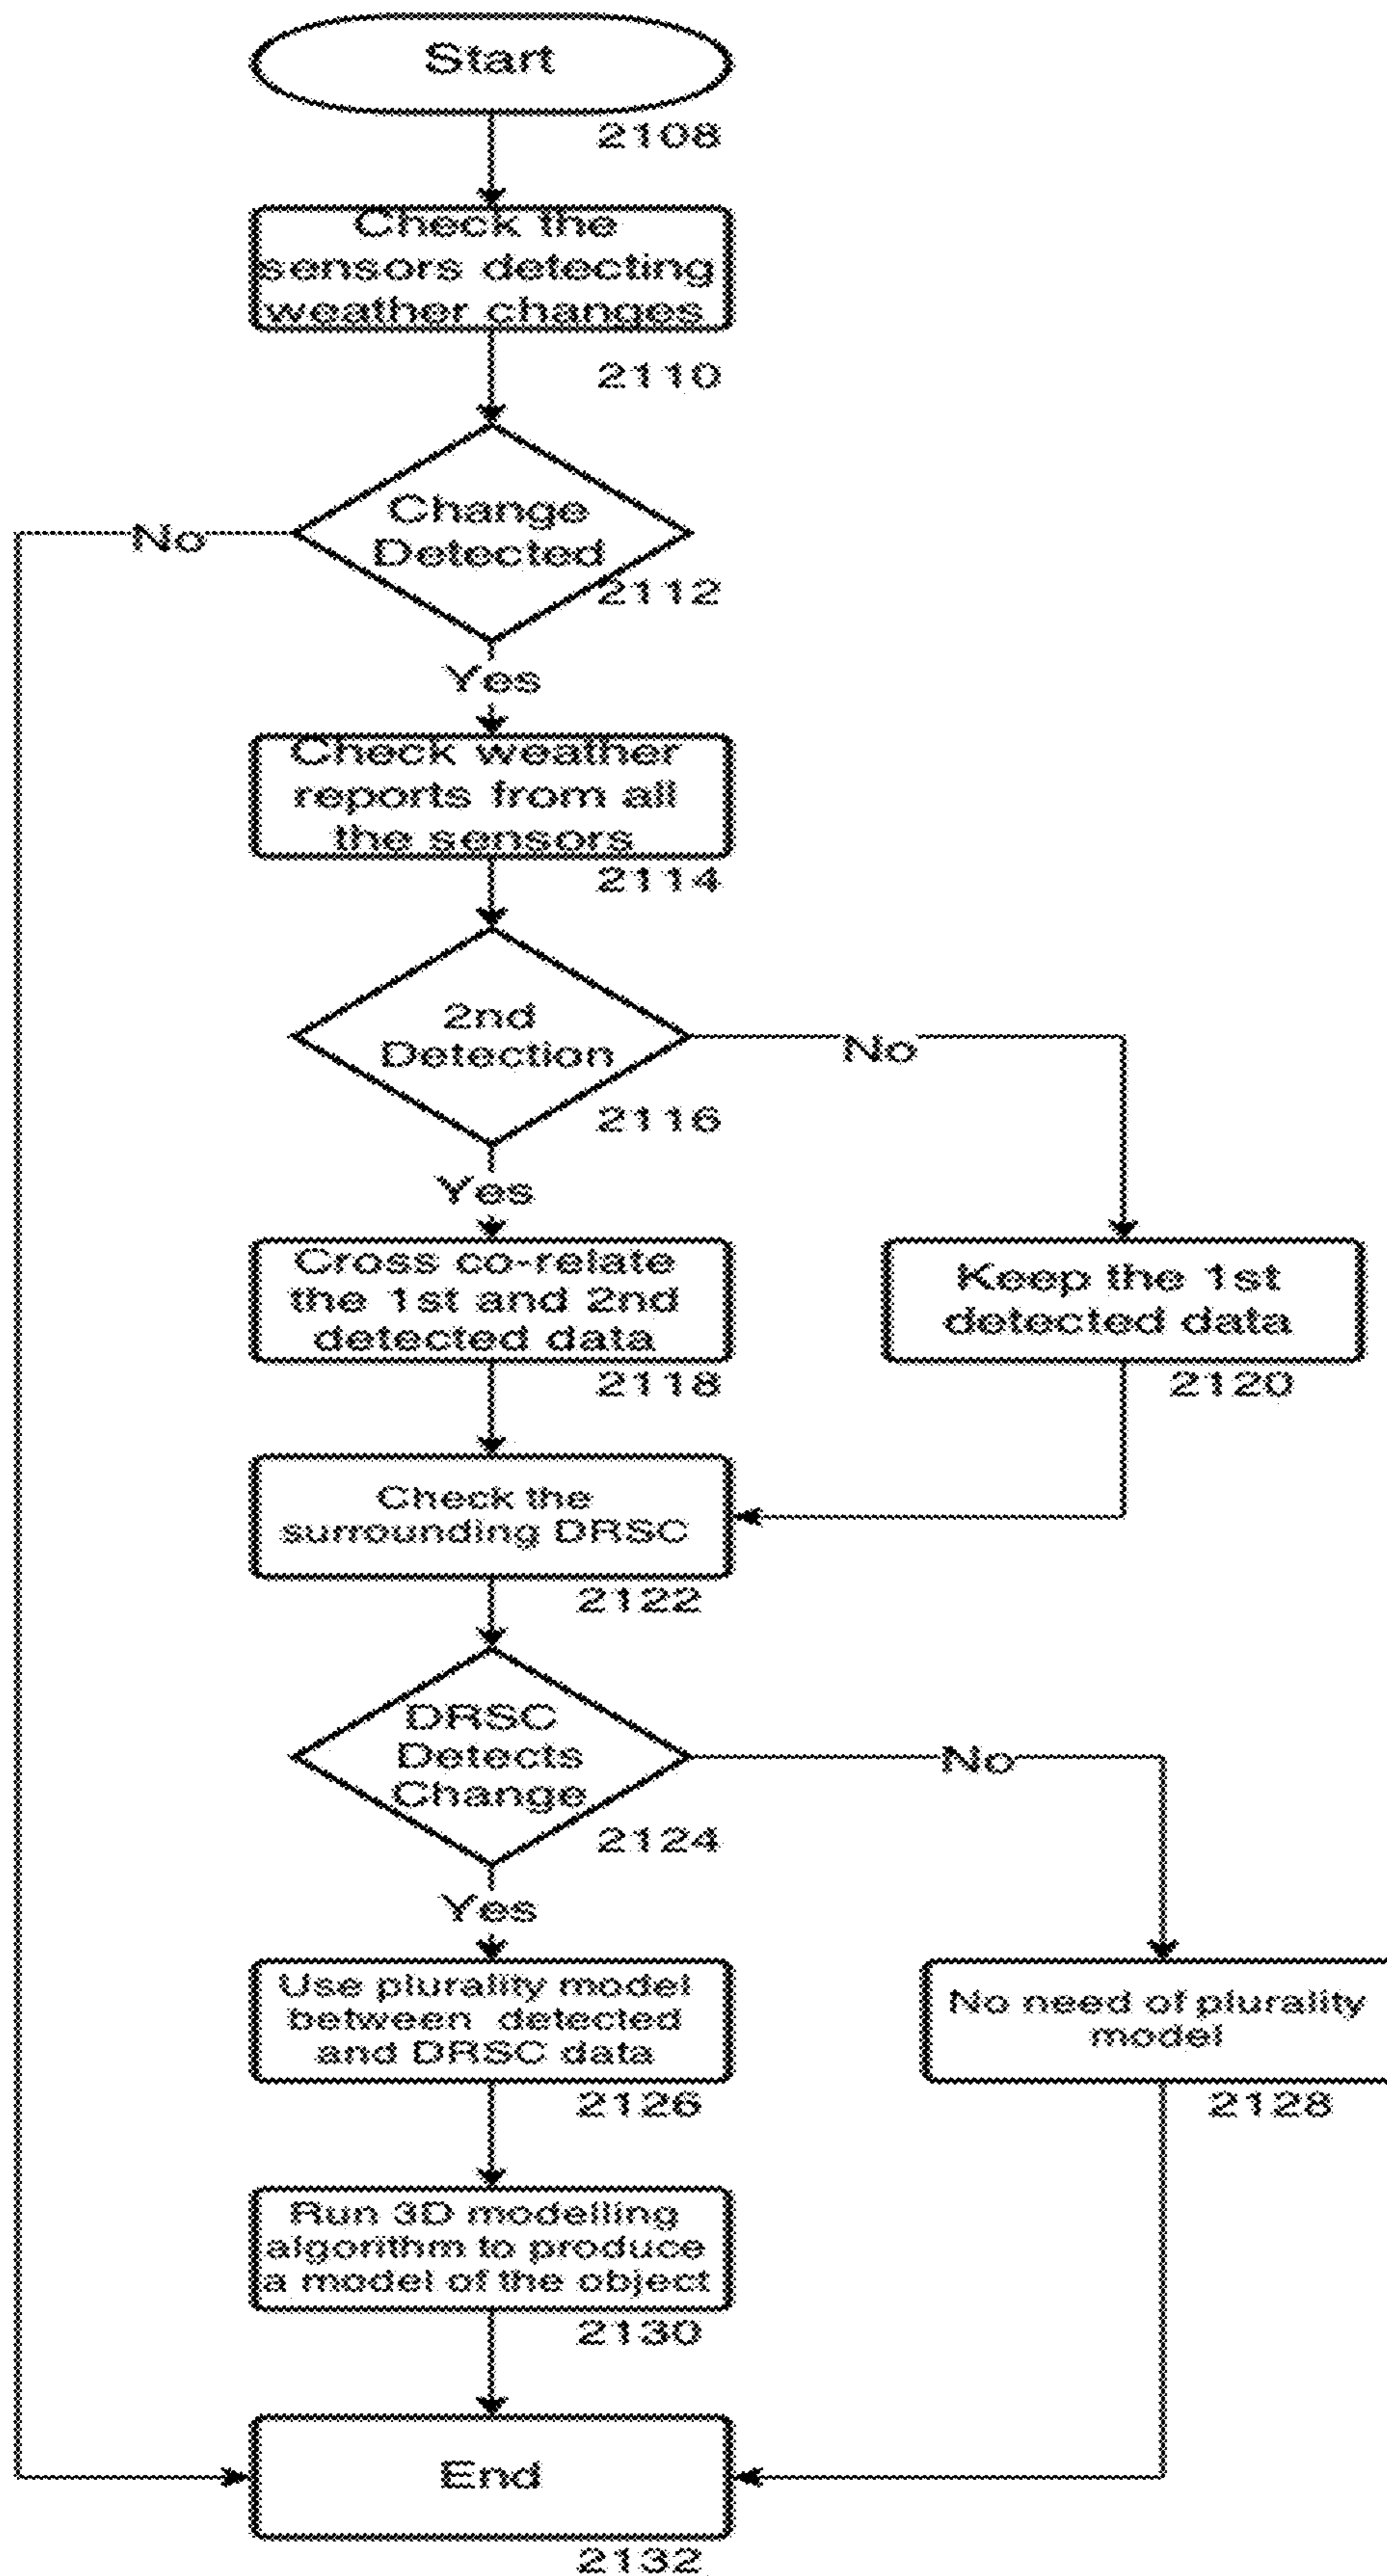 Start
2108
Check the
sensors detecting
weather changes
2110
Change
Detected
No
2112
Yes
Check weather
reports from all
the sensors
2114
2nd
Detection
No
2116
Yes
Cross co-relate
the 1st and 2nd
detected data
2118
Keep the 1st
detected data
2120
Check the
surrounding DRSC
2122
DRSC
Detects
Change
No
2124
Yes
Use plurality model
between detected
and DRSC data
2126
No need of plurality
model
2128
Run 3D modelling
algorithm to produce
a model of the object
2130
End
2132